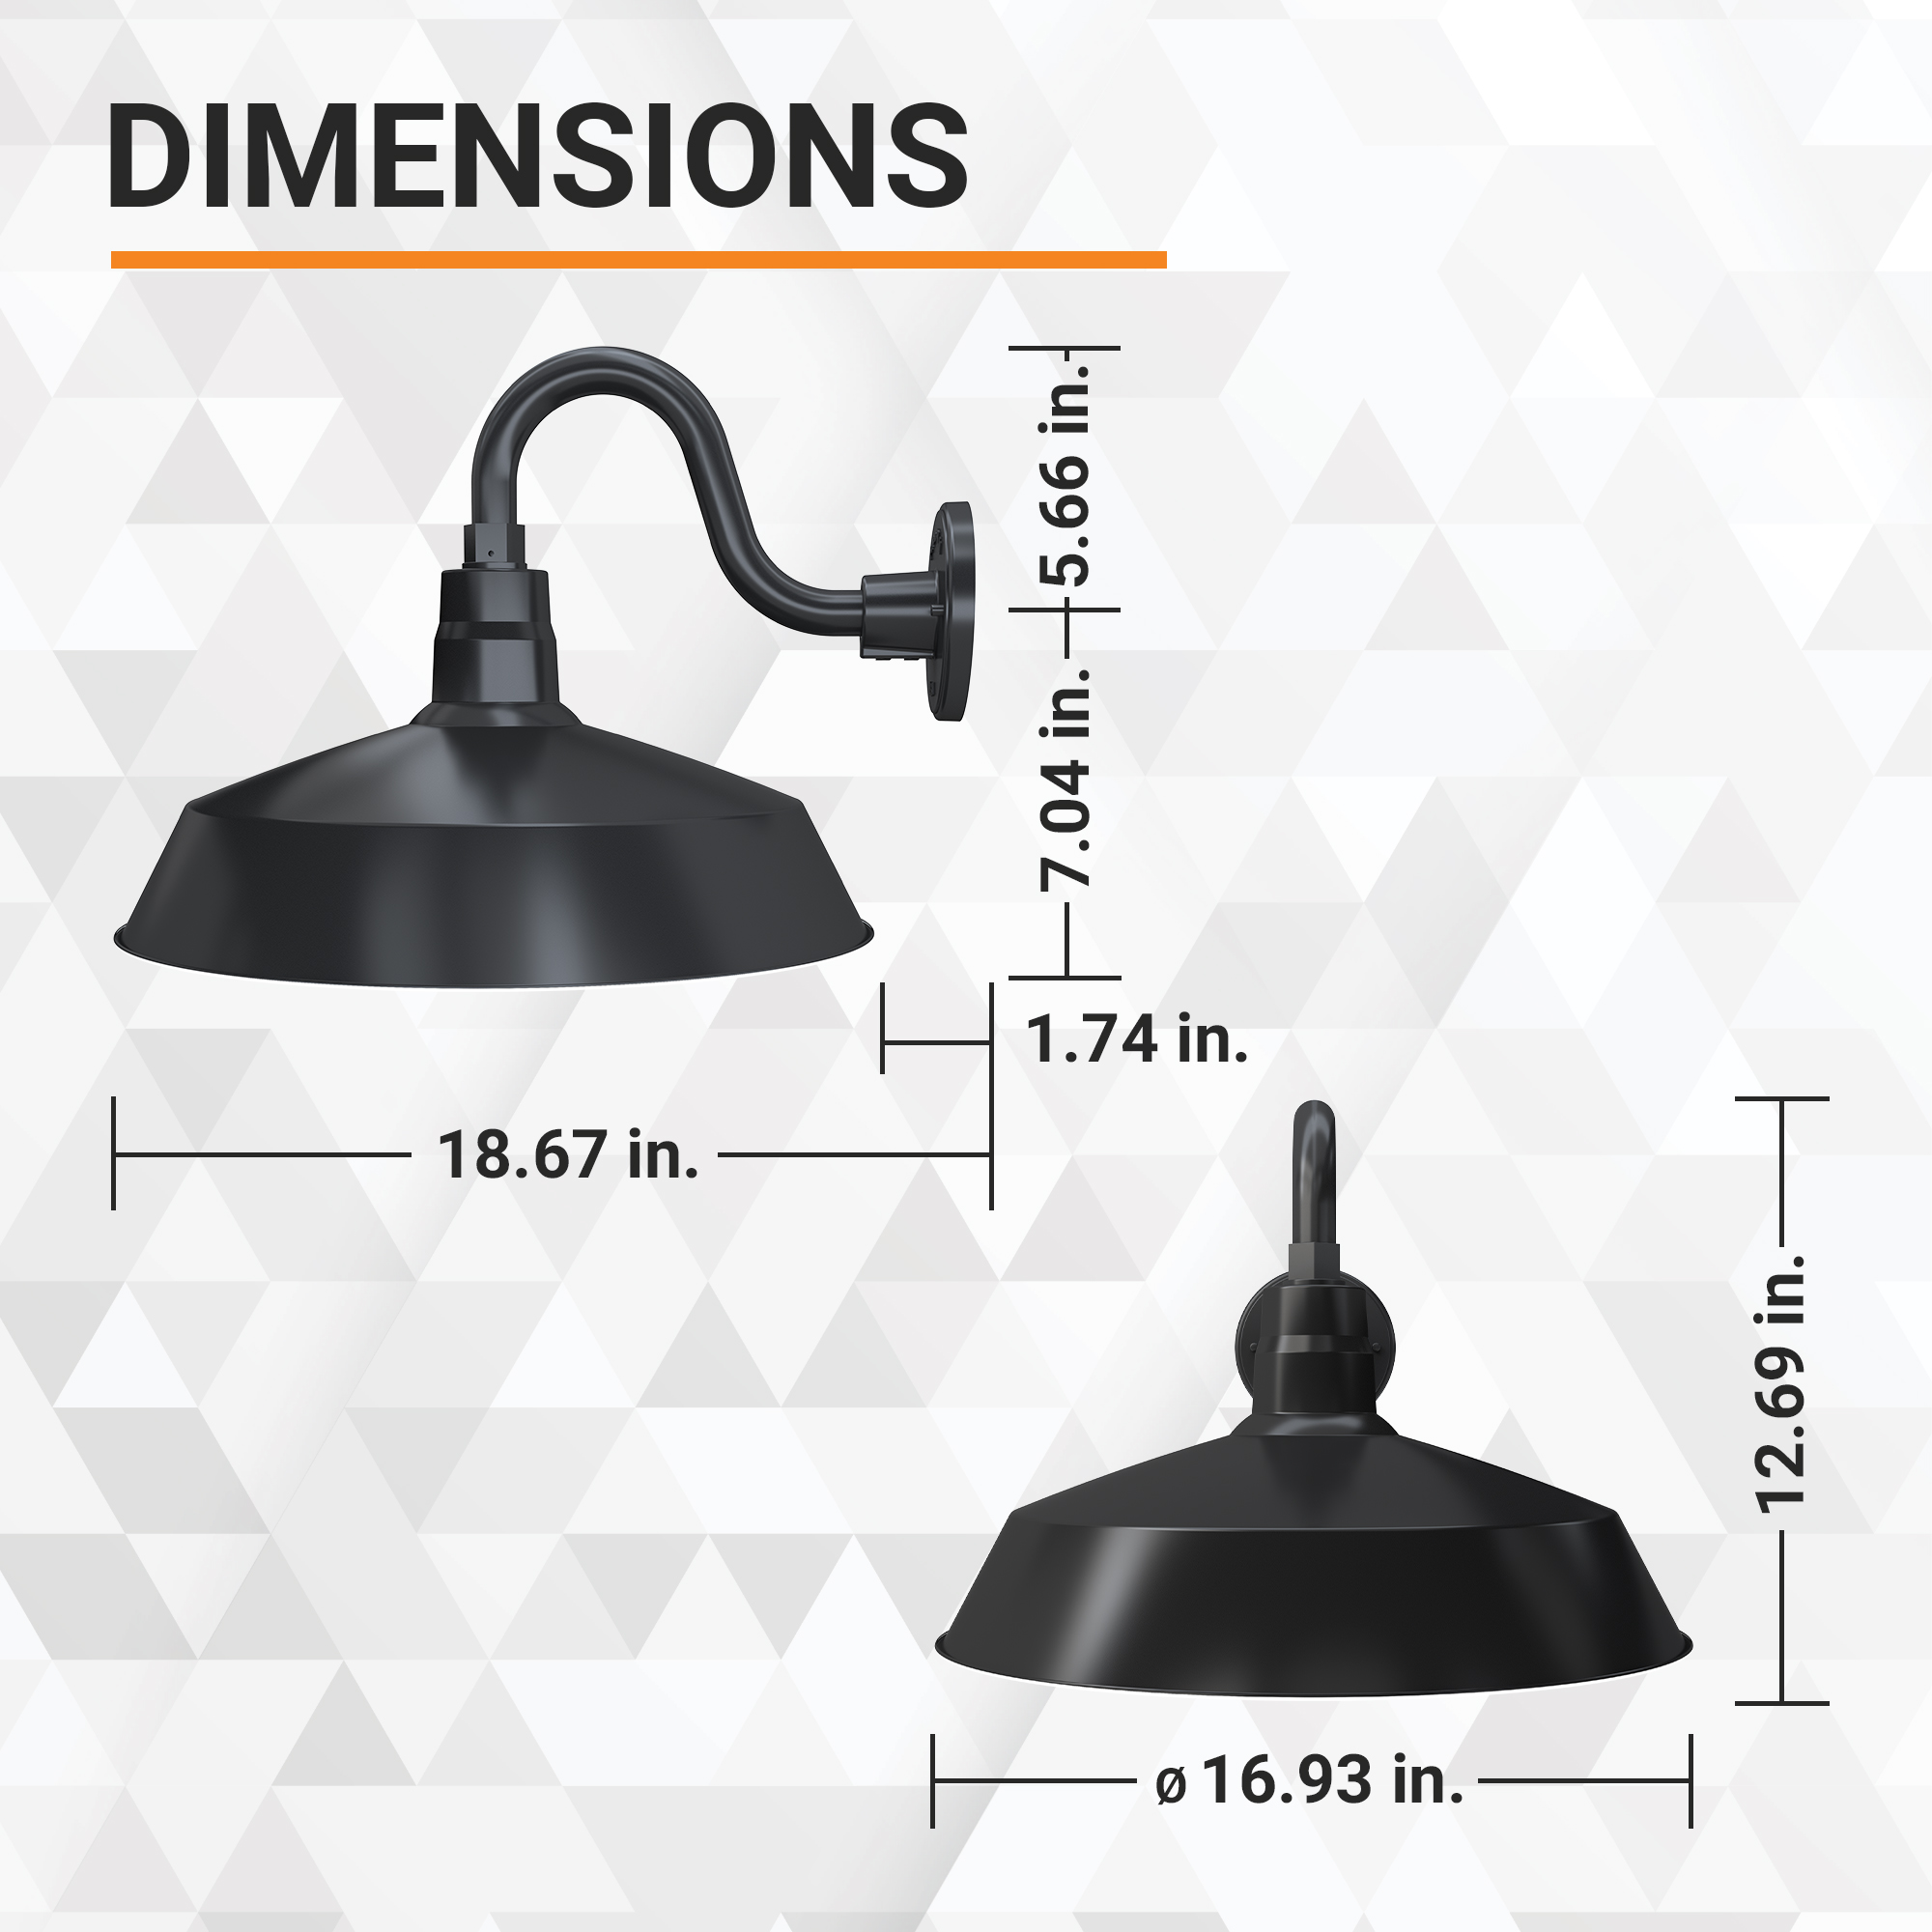 DIMENSIONS
5.66 in.
7.04 in.
1.74 in.
18.67 in.
12.69 in.
ø 16.93 in.